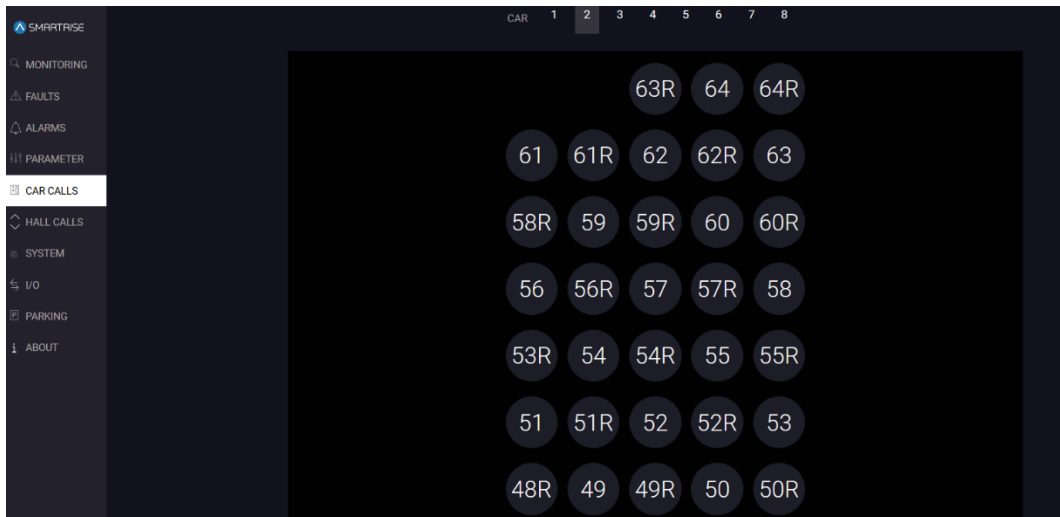 SMARTRISE
MONITORING
FAULTS
ALARMS
PARAMETER
CAR CALLS
HALL CALLS
SYSTEM
I/O
PARKING
ABOUT
CAR 1 2 3 4 5 6 7 8
63R 64 64R
61 61R 62 62R 63
58R 59 59R 60 60R
56 56R 57 57R 58
53R 54 54R 55 55R
51 51R 52 52R 53
48R 49 49R 50 50R